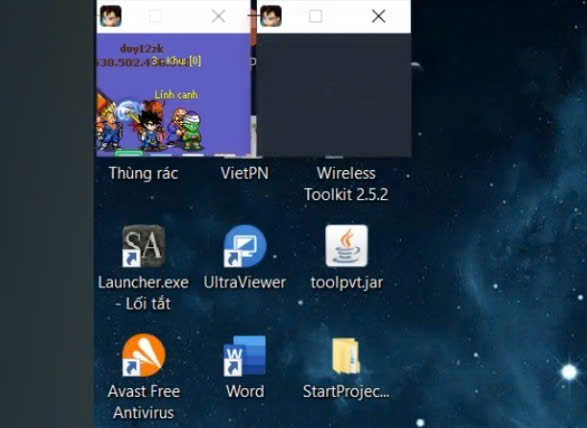 duy12zk
Khu [0]
Lính canh
Thùng rác
VietPN
Wireless
Toolkit 2.5.2
SA
Launcher.exe
- Lối tắt
UltraViewer
toolpvt.jar
Avast Free
Antivirus
W
Word
StartProjec...